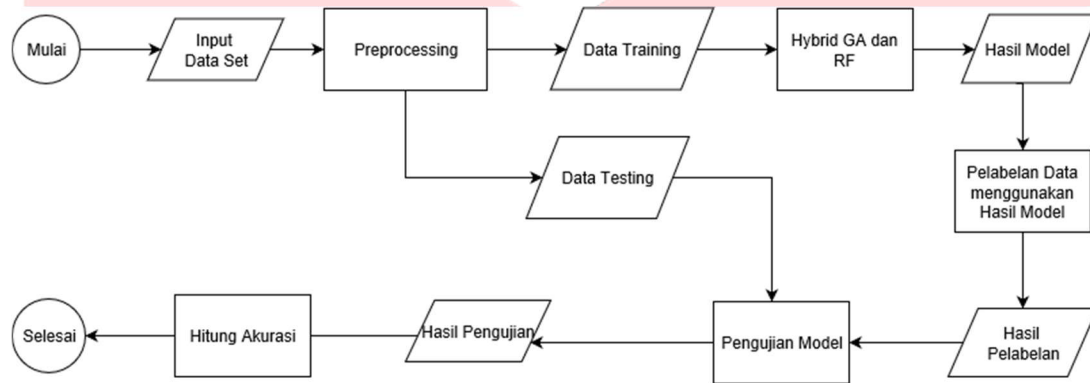 Mulai
Input
Data Set
Preprocessing
Data Training
Hybrid GA dan
RF
Hasil Model
Data Testing
Pelabelan Data
menggunakan
Hasil Model
Selesai
Hitung Akurasi
Hasil Pengujian
Pengujian Model
Hasil
Pelabelan